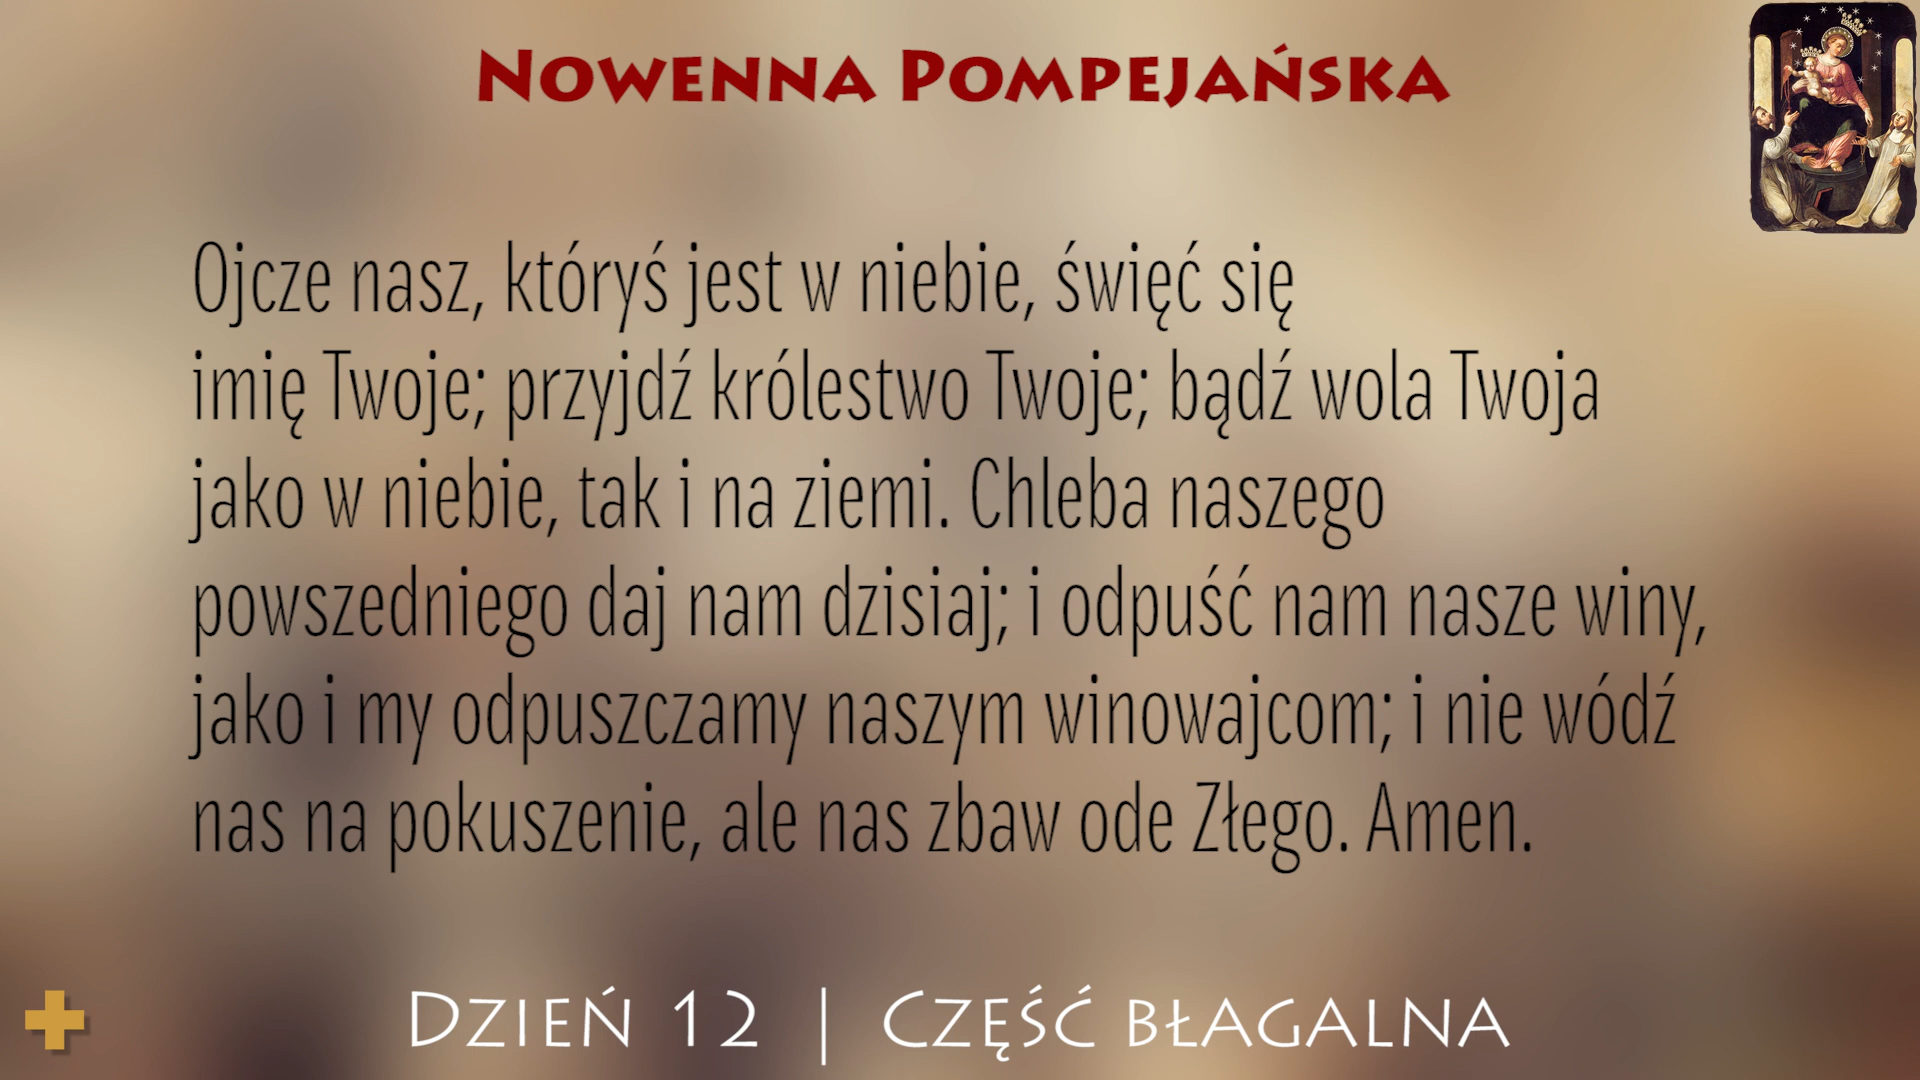 Nowenna Pompejańska
Ojcze nasz, któryś jest w niebie, święć się
imię Twoje; przyjdź królestwo Twoje; bądź wola Twoja
jako w niebie, tak i na ziemi. Chleba naszego
powszedniego daj nam dzisiaj; i odpuść nam nasze winy,
jako i my odpuszczamy naszym winowajcom; i nie wódź
nas na pokuszenie, ale nas zbaw ode Złego. Amen.
Dzień 12 | Część błagalna